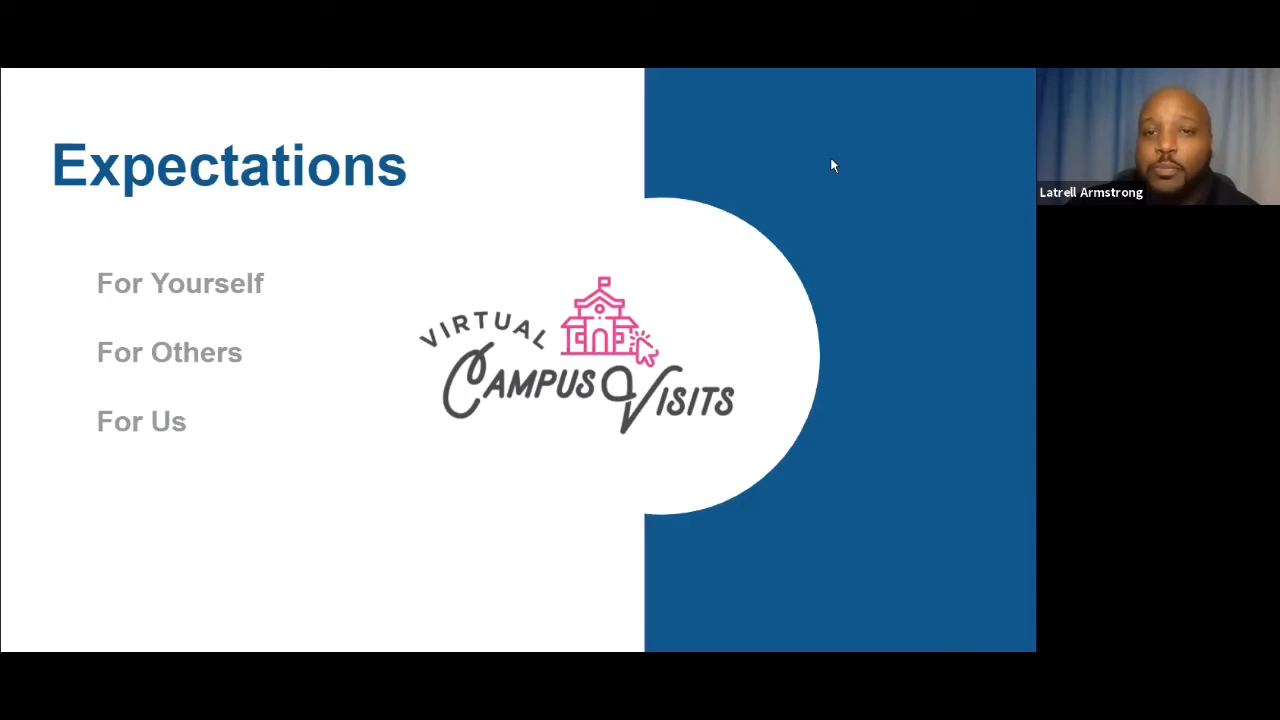 Expectations
For Yourself
For Others
For Us
VIRTUAL
CAMPUS VISITS
Latrell Armstrong